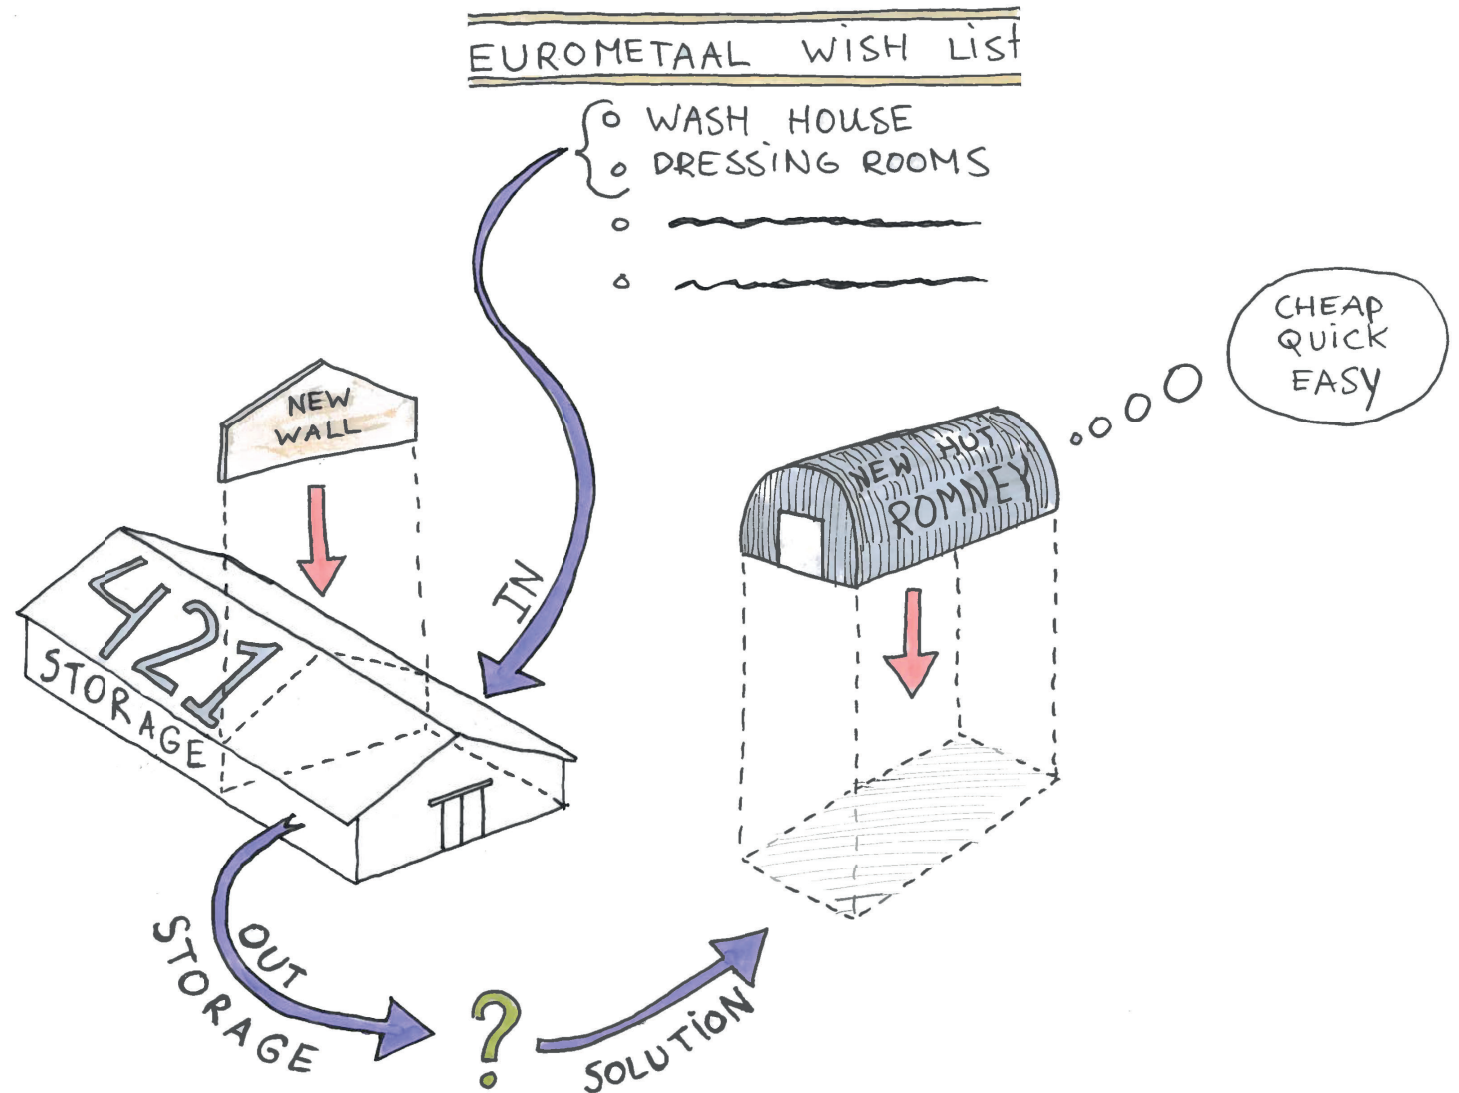 EUROMETAAL WISH LIST
WASH HOUSE
DRESSING ROOMS
CHEAP
QUICK
EASY
NEW
WALL
NEW HUT
ROMNEY
IN
421
STORAGE
OUT
STORAGE
?
SOLUTION